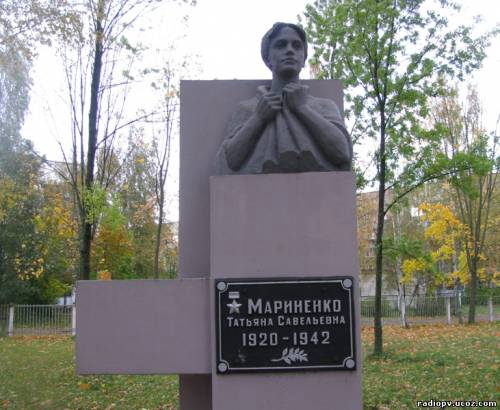 Мариненко
Татьяна Савельевна
1920 - 1942
radiopv.ucoz.com